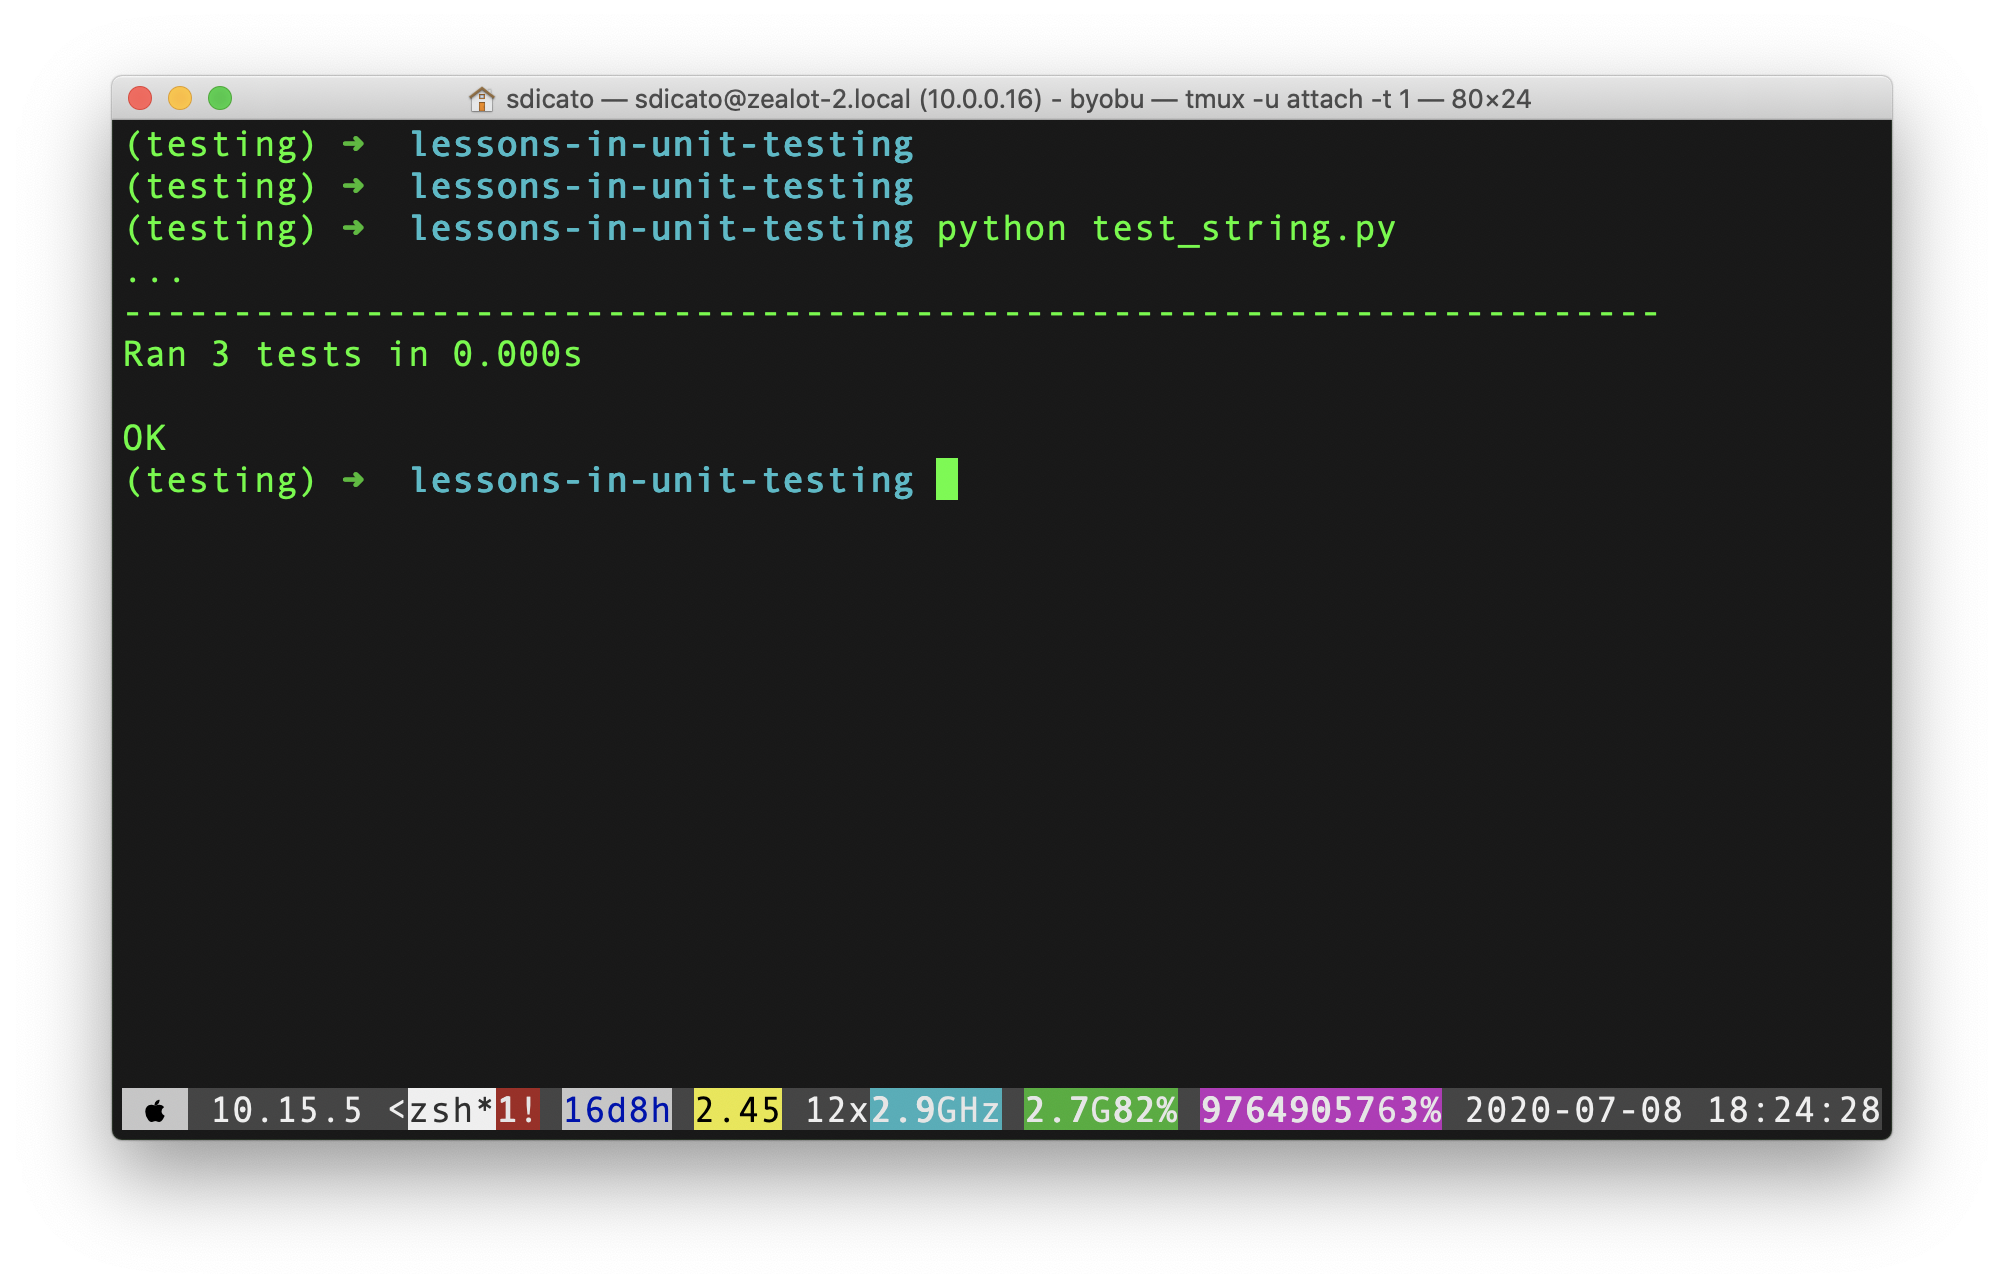 sdicato — sdicato@zealot-2.local (10.0.0.16) - byobu — tmux -u attach -t 1 — 80×24
(testing) ➜  lessons-in-unit-testing
(testing) ➜  lessons-in-unit-testing
(testing) ➜  lessons-in-unit-testing python test_string.py
...
----------------------------------------------------------------------
Ran 3 tests in 0.000s
OK
(testing) ➜  lessons-in-unit-testing
10.15.5 <zsh*1! 16d8h 2.45 12x2.9GHz 2.7G82% 9764905763% 2020-07-08 18:24:28